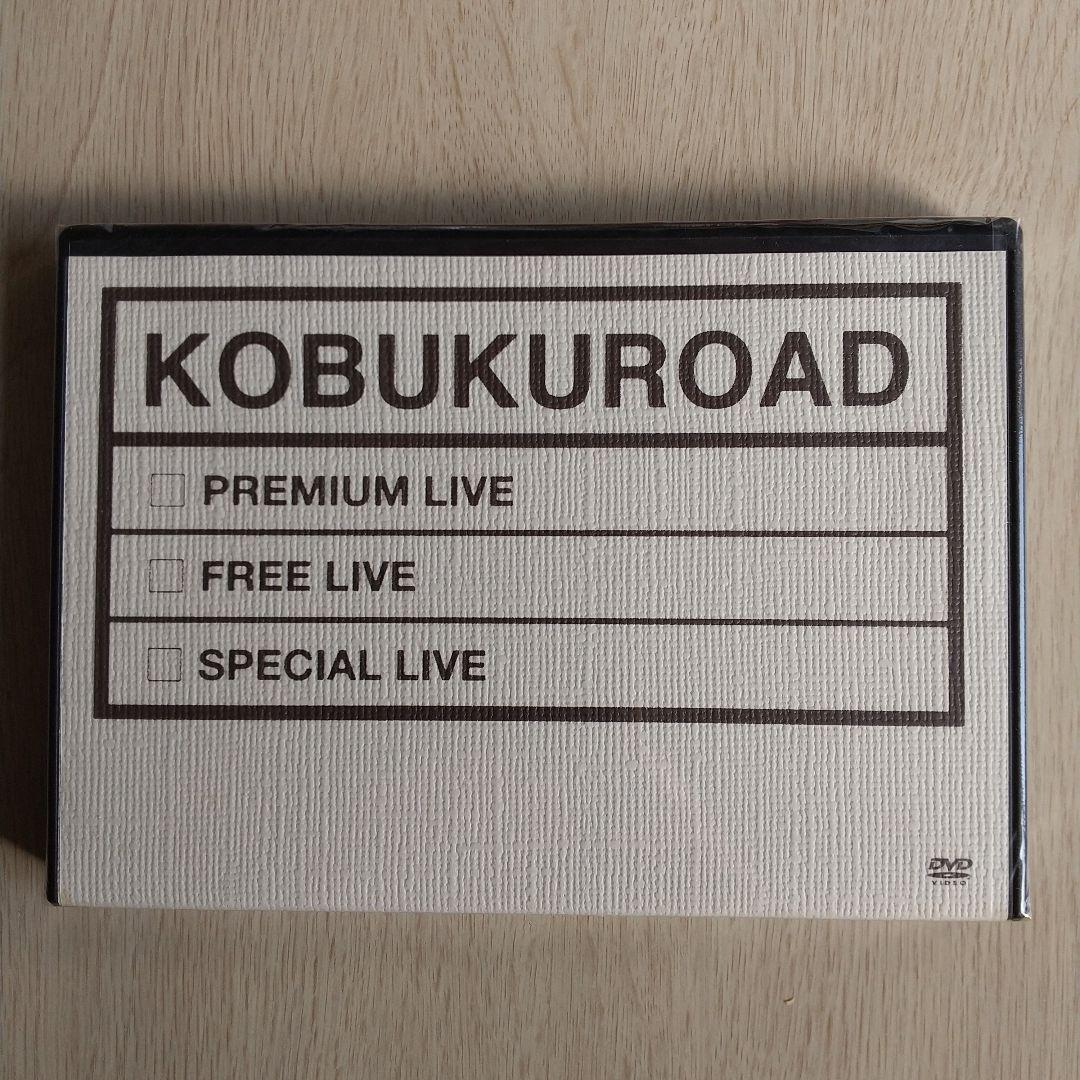 KOBUKUROAD
PREMIUM LIVE
FREE LIVE
SPECIAL LIVE
DVD
VIDEO